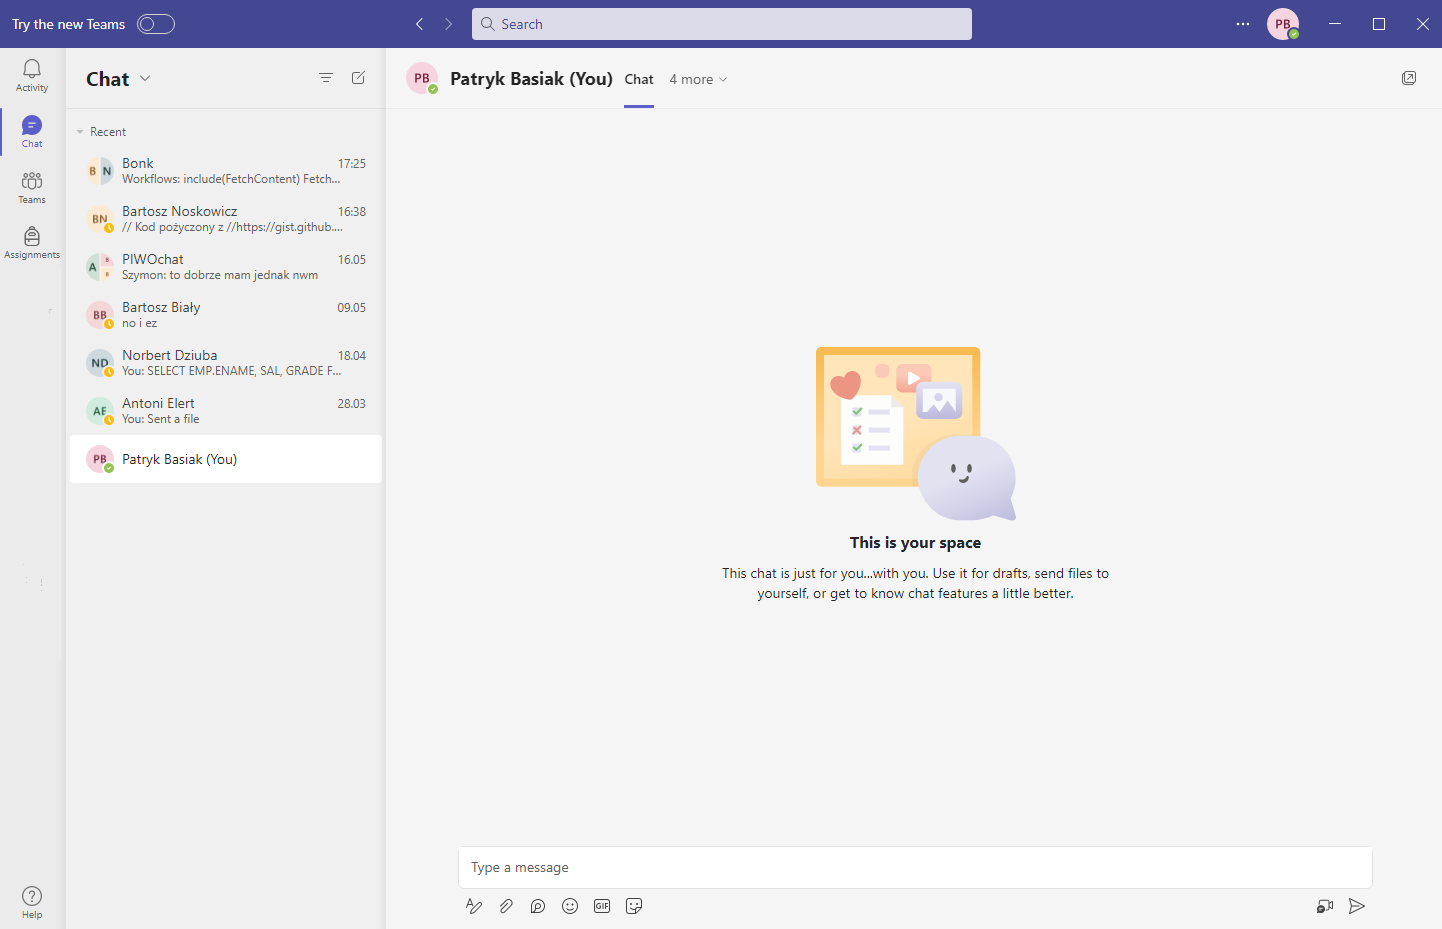 Try the new Teams
Search
PB
Activity
Chat
Teams
Assignments
Help
Chat
Recent
B N
Bonk 17:25
Workflows: include(FetchContent) Fetch...
BN
Bartosz Noskowicz 16:38
// Kod pożyczony z //https://gist.github....
A B B
PIWOchat 16.05
Szymon: to dobrze mam jednak nwm
BB
Bartosz Biały 09.05
no i ez
ND
Norbert Dziuba 18.04
You: SELECT EMP.ENAME, SAL, GRADE F...
AE
Antoni Elert 28.03
You: Sent a file
PB
Patryk Basiak (You)
PB Patryk Basiak (You) Chat 4 more
This is your space
This chat is just for you...with you. Use it for drafts, send files to
yourself, or get to know chat features a little better.
Type a message
GIF